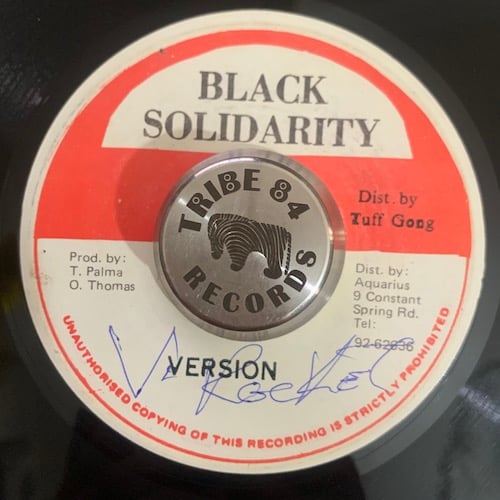 BLACK
SOLIDARITY
TRIBE 84
RECORDS
Dist. by
Tuff Gong
Prod. by:
T. Palma
O. Thomas
Dist. by:
Aquarius
9 Constant
Spring Rd.
Tel:
92-62036
VERSION
UNAUTHORISED COPYING OF THIS RECORDING IS STRICTLY PROHIBITED